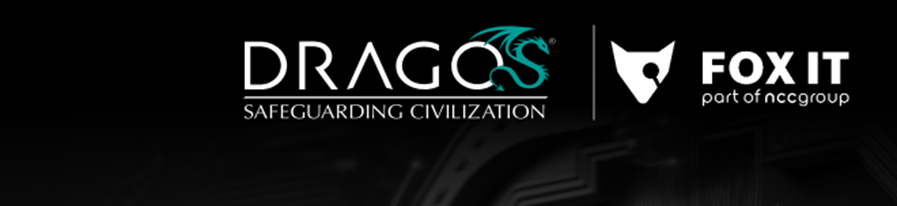 DRAGOS®
SAFEGUARDING CIVILIZATION
FOX IT
part of nccgroup